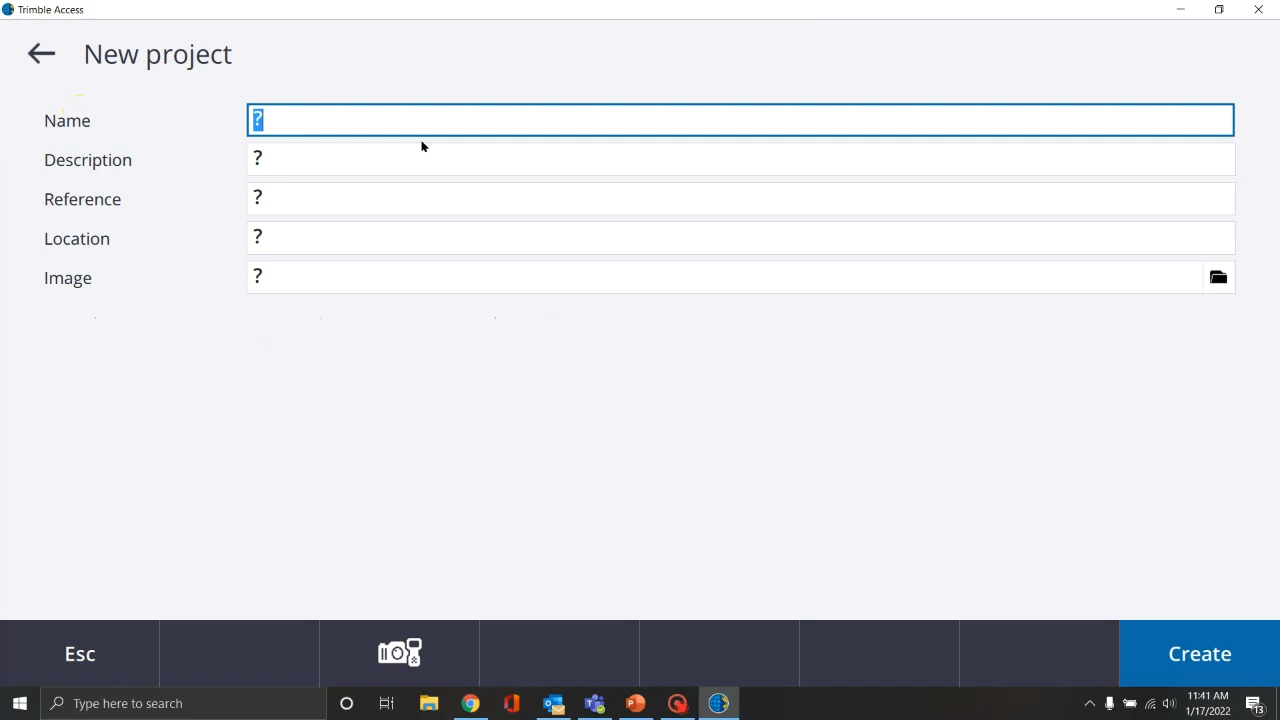 Trimble Access
New project
Name ?
Description ?
Reference ?
Location ?
Image ?
Esc
Create
Type here to search
11:41 AM
1/17/2022
13